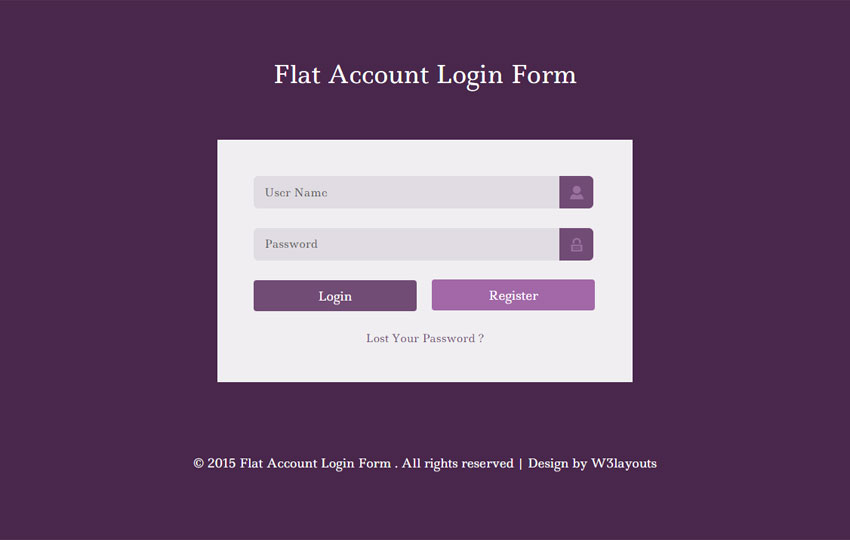 Flat Account Login Form
User Name
Password
Login Register
Lost Your Password ?
© 2015 Flat Account Login Form . All rights reserved | Design by W3layouts